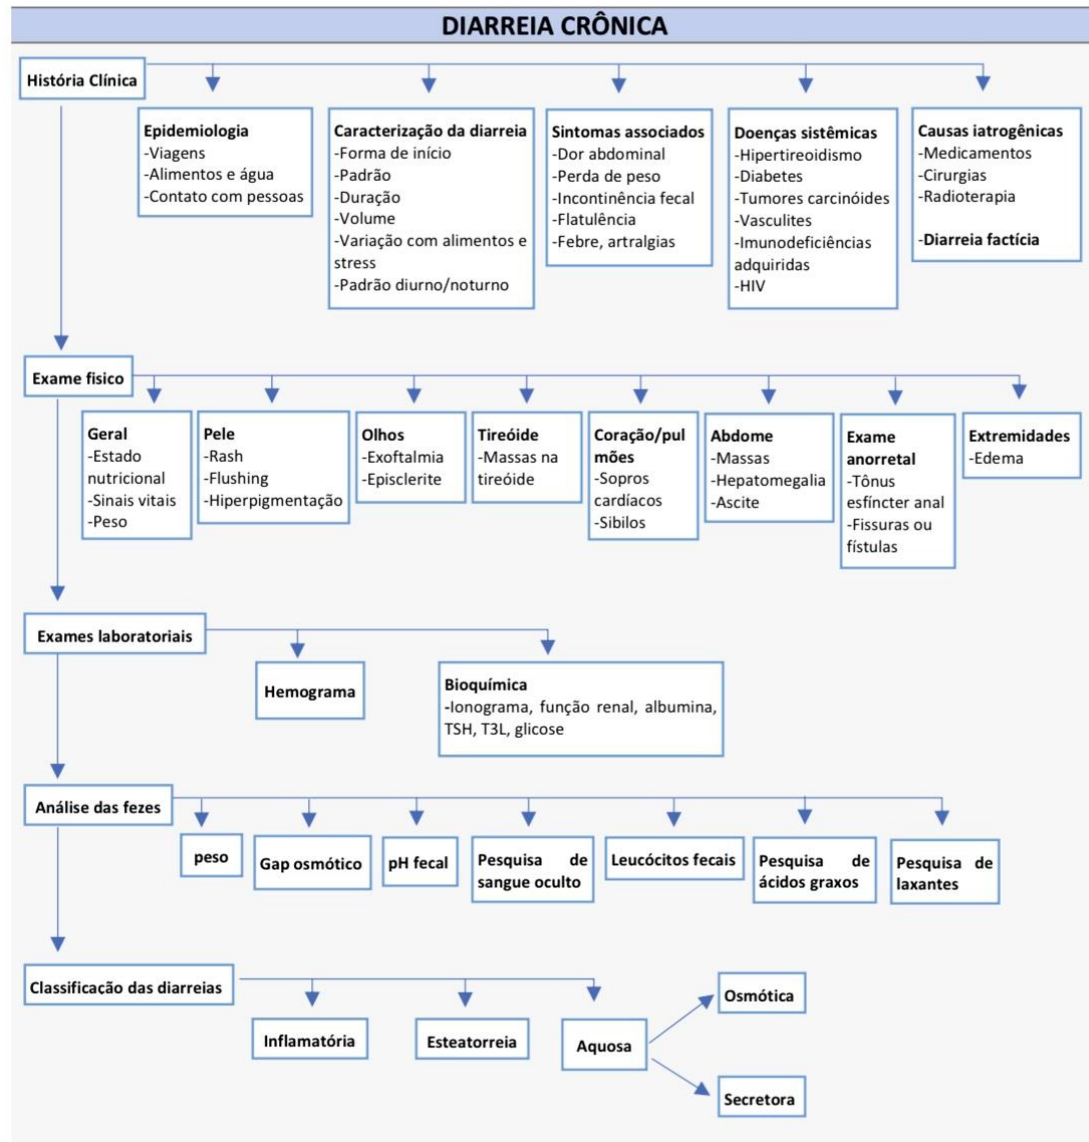 DIARREIA CRÔNICA
História Clínica
Epidemiologia
-Viagens
-Alimentos e água
-Contato com pessoas
Caracterização da diarreia
-Forma de início
-Padrão
-Duração
-Volume
-Variação com alimentos e
stress
-Padrão diurno/noturno
Sintomas associados
-Dor abdominal
-Perda de peso
-Incontinência fecal
-Flatulência
-Febre, artralgias
Doenças sistêmicas
-Hipertireoidismo
-Diabetes
-Tumores carcinóides
-Vasculites
-Imunodeficiências
adquiridas
-HIV
Causas iatrogênicas
-Medicamentos
-Cirurgias
-Radioterapia
-Diarreia factícia
Exame fisico
Geral
-Estado
nutricional
-Sinais vitais
-Peso
Pele
-Rash
-Flushing
-Hiperpigmentação
Olhos
-Exoftalmia
-Episclerite
Tireóide
-Massas na
tireóide
Coração/pul
mões
-Sopros
cardíacos
-Sibilos
Abdome
-Massas
-Hepatomegalia
-Ascite
Exame
anorretal
-Tônus
esfíncter anal
-Fissuras ou
fístulas
Extremidades
-Edema
Exames laboratoriais
Hemograma
Bioquímica
-Ionograma, função renal, albumina,
TSH, T3L, glicose
Análise das fezes
peso
Gap osmótico
pH fecal
Pesquisa de
sangue oculto
Leucócitos fecais
Pesquisa de
ácidos graxos
Pesquisa de
laxantes
Classificação das diarreias
Inflamatória
Esteatorreia
Aquosa
Osmótica
Secretora